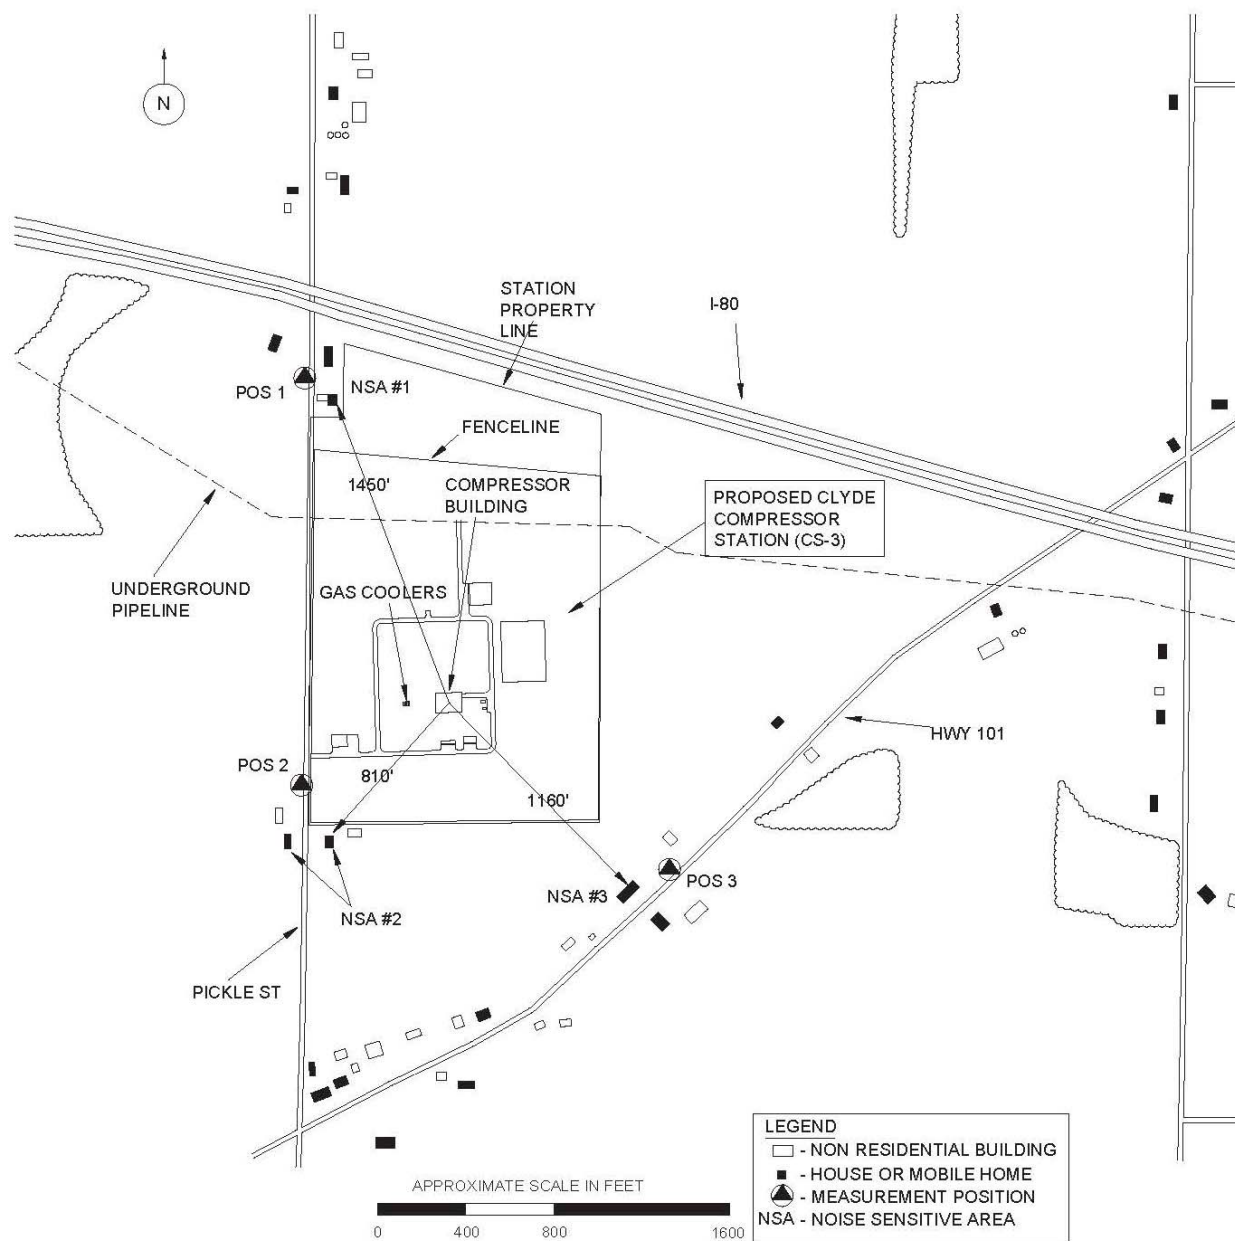 N
STATION
PROPERTY
LINE
I-80
POS 1
NSA #1
FENCELINE
1450'
COMPRESSOR
BUILDING
PROPOSED CLYDE
COMPRESSOR
STATION (CS-3)
UNDERGROUND
PIPELINE
GAS COOLERS
HWY 101
POS 2
810'
1160'
NSA #3
POS 3
NSA #2
PICKLE ST
LEGEND
- NON RESIDENTIAL BUILDING
- HOUSE OR MOBILE HOME
- MEASUREMENT POSITION
NSA - NOISE SENSITIVE AREA
APPROXIMATE SCALE IN FEET
0 400 800 1600